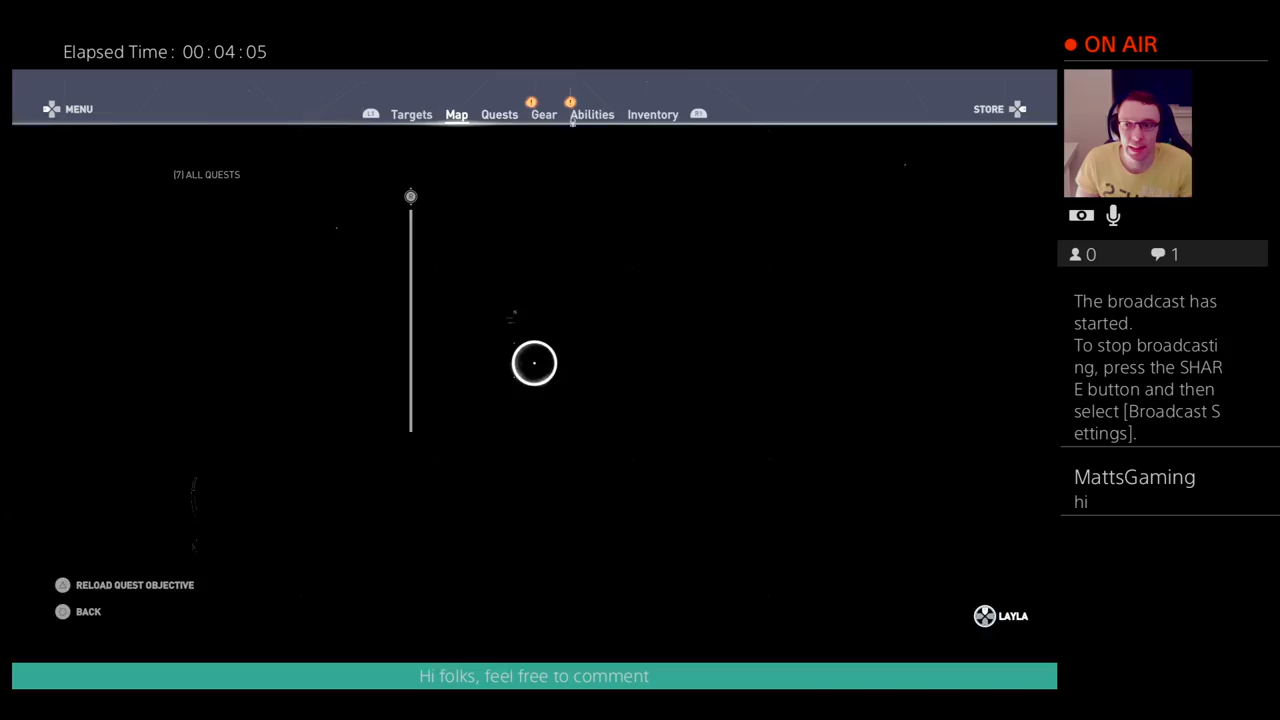 Elapsed Time: 00:04:05
ON AIR
MENU
L1 Targets Map Quests Gear Abilities Inventory R1
STORE
[7] ALL QUESTS
0 1
The broadcast has
started.
To stop broadcasti
ng, press the SHAR
E button and then
select [Broadcast S
ettings].
MattsGaming
hi
RELOAD QUEST OBJECTIVE
BACK
LAYLA
Hi folks, feel free to comment